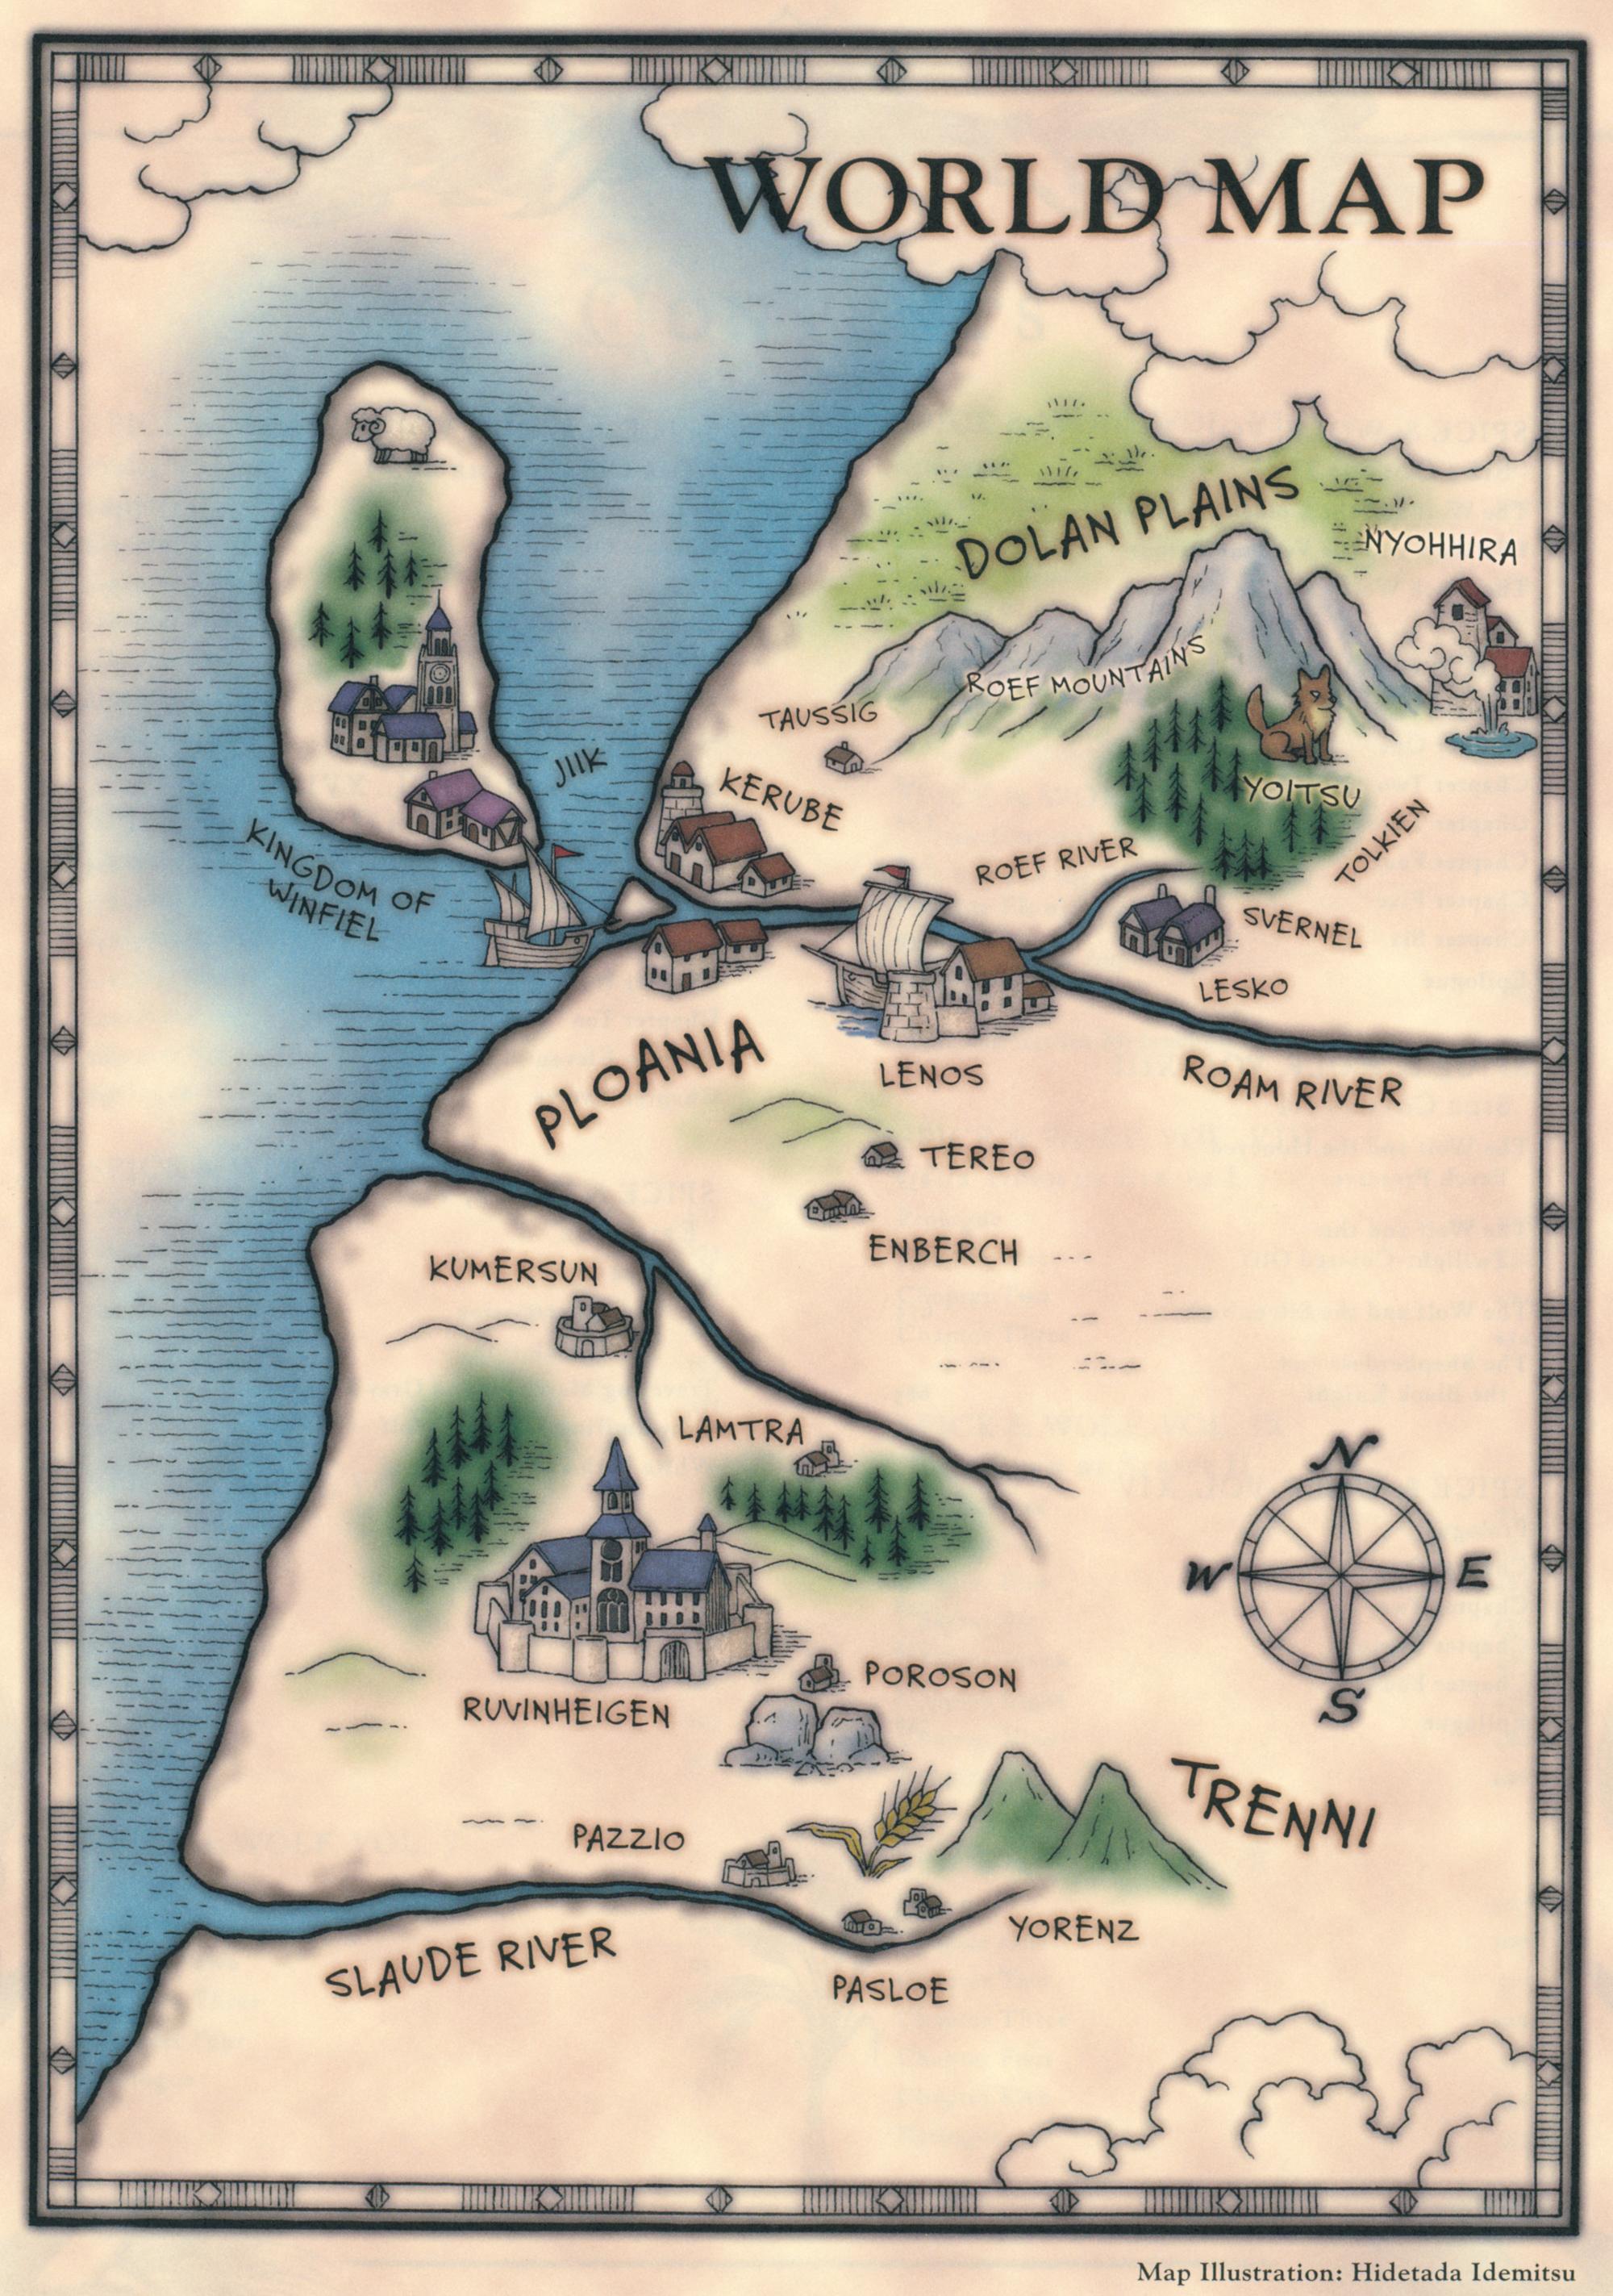 WORLD MAP
DOLAN PLAINS
NYOHHIRA
ROEF MOUNTAINS
TAUSSIG
JIIK
KERUBE
YOITSU
TOLKIEN
KINGDOM OF
WINFIEL
ROEF RIVER
SVERNEL
LESKO
PLOANIA
LENOS
ROAM RIVER
TEREO
ENBERCH
KUMERSUN
LAMTRA
N
W
E
S
RUVINHEIGEN
POROSON
TRENNI
PAZZIO
YORENZ
SLAUDE RIVER
PASLOE
Map Illustration: Hidetada Idemitsu